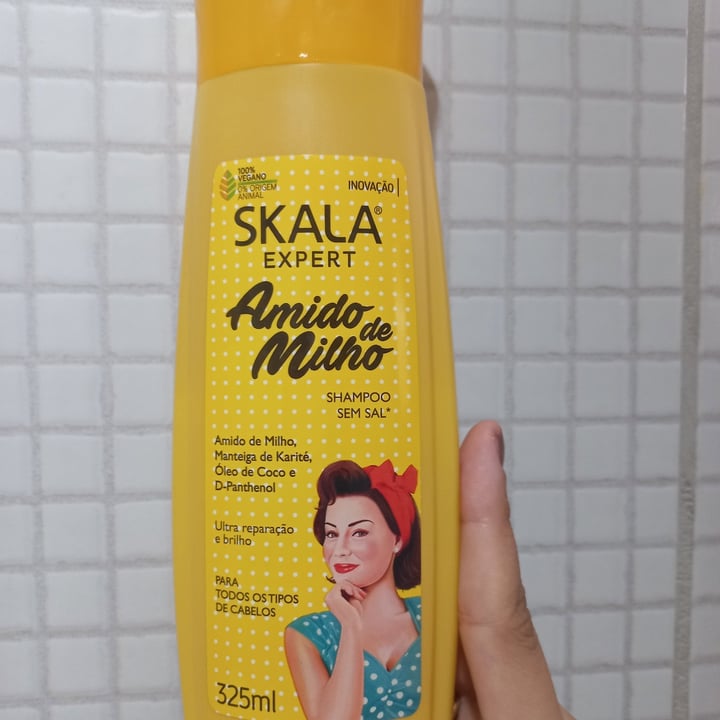 100%
VEGANO
0% ORIGEM
ANIMAL
INOVAÇÃO
SKALA®
EXPERT
Amido de
Milho
SHAMPOO
SEM SAL*
Amido de Milho,
Manteiga de Karité,
Óleo de Coco e
D-Panthenol
Ultra reparação
e brilho
PARA
TODOS OS TIPOS
DE CABELOS
325ml